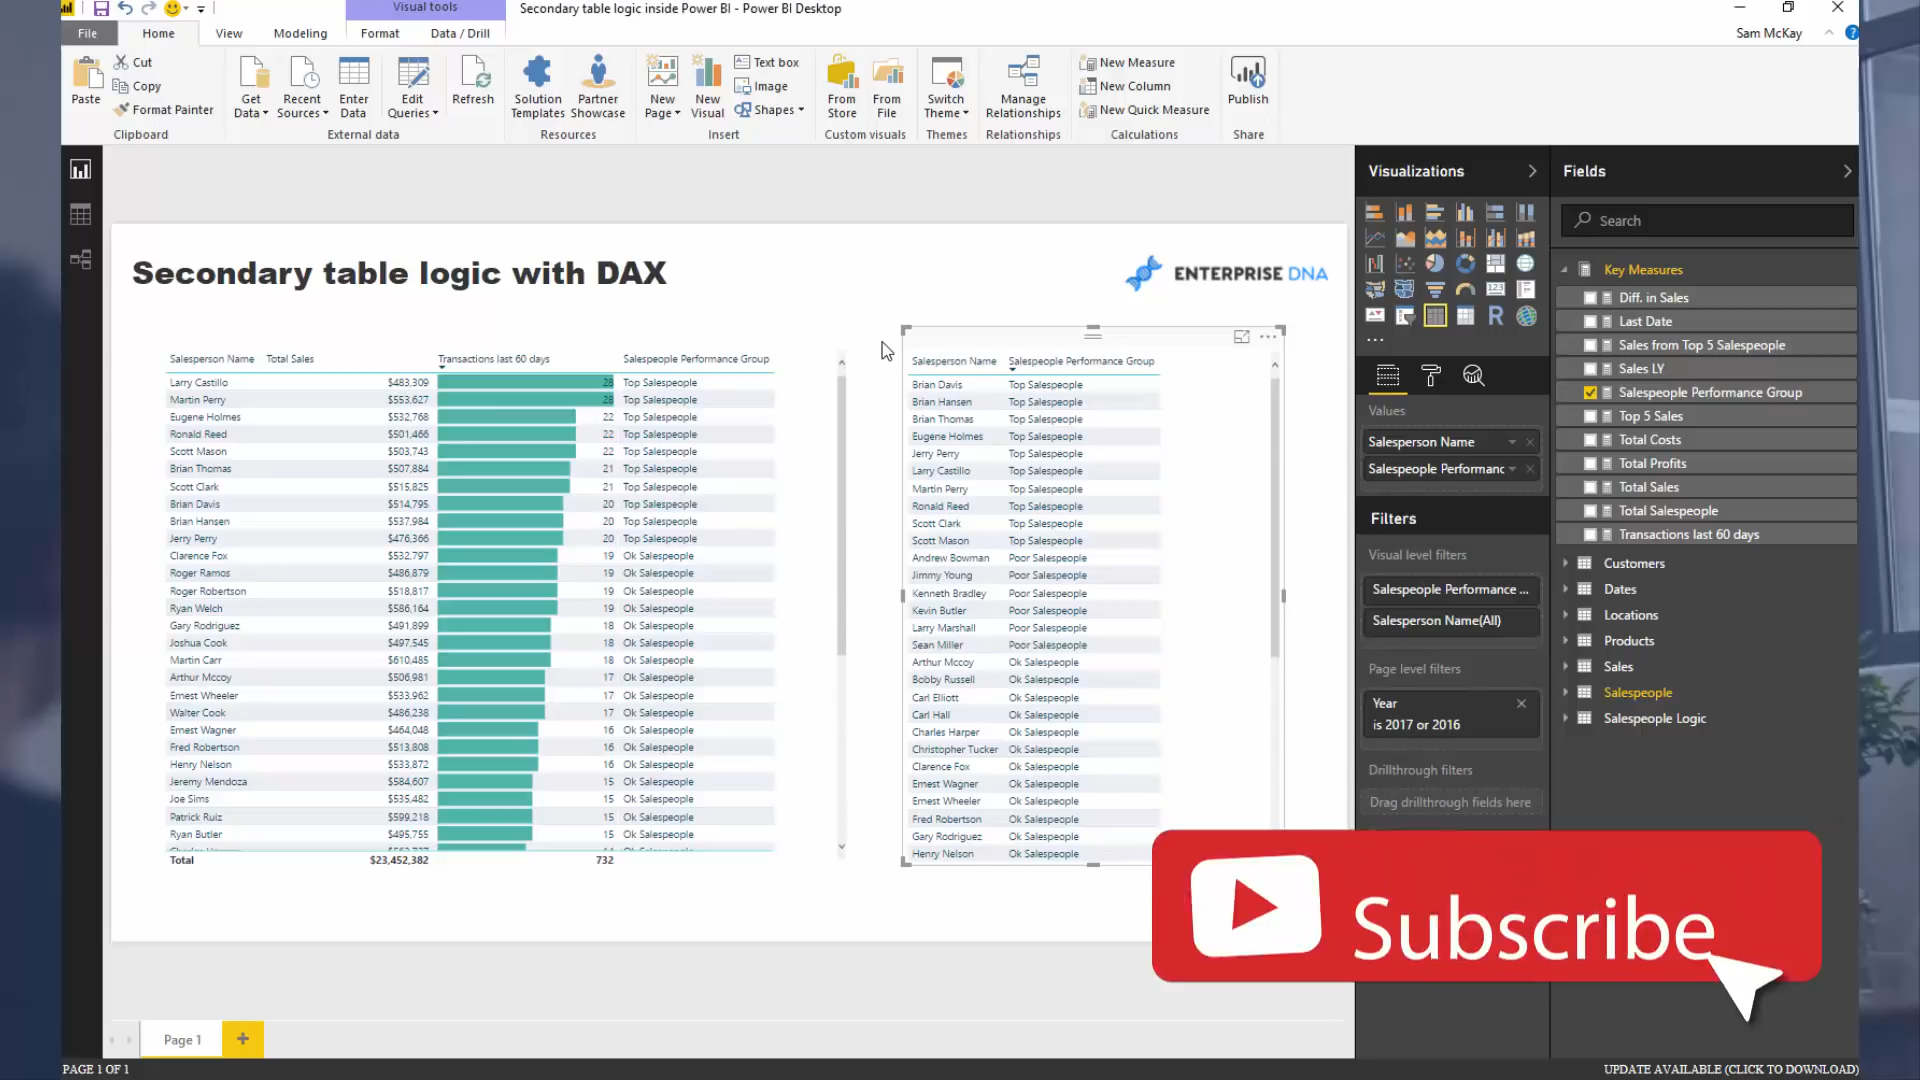 Visual tools
Secondary table logic inside Power BI - Power BI Desktop
File
Home
View
Modeling
Format
Data / Drill
Sam McKay
Paste
Cut
Copy
Format Painter
Clipboard
Get Data
Recent Sources
Enter Data
Edit Queries
Refresh
External data
Solution Templates
Partner Showcase
Resources
New Page
New Visual
Text box
Image
Shapes
Insert
From Store
From File
Custom visuals
Switch Theme
Themes
Manage Relationships
Relationships
New Measure
New Column
New Quick Measure
Calculations
Publish
Share
Secondary table logic with DAX
ENTERPRISE DNA
Salesperson Name Total Sales Transactions last 60 days Salespeople Performance Group
Larry Castillo $483,309 28 Top Salespeople
Martin Perry $553,627 28 Top Salespeople
Eugene Holmes $532,768 22 Top Salespeople
Ronald Reed $501,466 22 Top Salespeople
Scott Mason $503,743 22 Top Salespeople
Brian Thomas $507,884 21 Top Salespeople
Scott Clark $515,825 21 Top Salespeople
Brian Davis $514,795 20 Top Salespeople
Brian Hansen $537,984 20 Top Salespeople
Jerry Perry $476,366 20 Top Salespeople
Clarence Fox $532,797 19 Ok Salespeople
Roger Ramos $486,879 19 Ok Salespeople
Roger Robertson $518,817 19 Ok Salespeople
Ryan Welch $586,164 19 Ok Salespeople
Gary Rodriguez $491,899 18 Ok Salespeople
Joshua Cook $497,545 18 Ok Salespeople
Martin Carr $610,485 18 Ok Salespeople
Arthur Mccoy $506,981 17 Ok Salespeople
Ernest Wheeler $533,962 17 Ok Salespeople
Walter Cook $486,238 17 Ok Salespeople
Ernest Wagner $464,048 16 Ok Salespeople
Fred Robertson $513,808 16 Ok Salespeople
Henry Nelson $533,872 16 Ok Salespeople
Jeremy Mendoza $584,607 15 Ok Salespeople
Joe Sims $535,482 15 Ok Salespeople
Patrick Ruiz $599,218 15 Ok Salespeople
Ryan Butler $495,755 15 Ok Salespeople
Total $23,452,382 732
Salesperson Name Salespeople Performance Group
Brian Davis Top Salespeople
Brian Hansen Top Salespeople
Brian Thomas Top Salespeople
Eugene Holmes Top Salespeople
Jerry Perry Top Salespeople
Larry Castillo Top Salespeople
Martin Perry Top Salespeople
Ronald Reed Top Salespeople
Scott Clark Top Salespeople
Scott Mason Top Salespeople
Andrew Bowman Poor Salespeople
Jimmy Young Poor Salespeople
Kenneth Bradley Poor Salespeople
Kevin Butler Poor Salespeople
Larry Marshall Poor Salespeople
Sean Miller Poor Salespeople
Arthur Mccoy Ok Salespeople
Bobby Russell Ok Salespeople
Carl Elliott Ok Salespeople
Carl Hall Ok Salespeople
Charles Harper Ok Salespeople
Christopher Tucker Ok Salespeople
Clarence Fox Ok Salespeople
Ernest Wagner Ok Salespeople
Ernest Wheeler Ok Salespeople
Fred Robertson Ok Salespeople
Gary Rodriguez Ok Salespeople
Henry Nelson Ok Salespeople
Visualizations
Values
Salesperson Name
Salespeople Performanc
Filters
Visual level filters
Salespeople Performance ...
Salesperson Name(All)
Page level filters
Year
is 2017 or 2016
Drillthrough filters
Drag drillthrough fields here
Fields
Search
Key Measures
Diff. in Sales
Last Date
Sales from Top 5 Salespeople
Sales LY
Salespeople Performance Group
Top 5 Sales
Total Costs
Total Profits
Total Sales
Total Salespeople
Transactions last 60 days
Customers
Dates
Locations
Products
Sales
Salespeople
Salespeople Logic
Subscribe
Page 1
PAGE 1 OF 1
UPDATE AVAILABLE (CLICK TO DOWNLOAD)